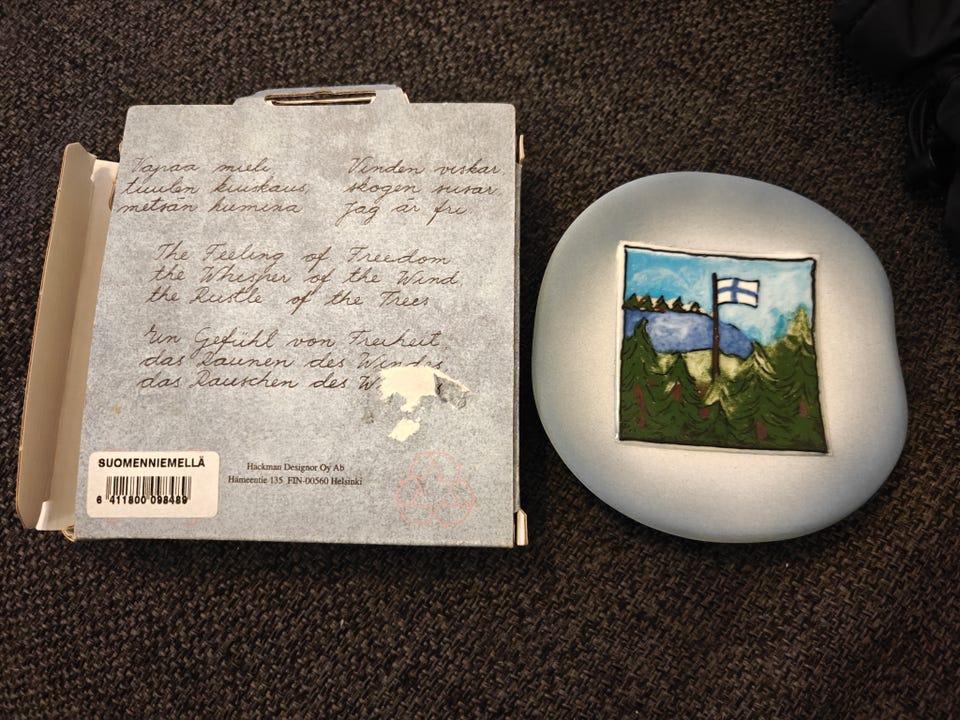 Vapaa mieli
tuulen kuiskaus,
metsän humina
Vinden viskar
skogen susar
jag är fri
The Feeling of Freedom
the Whisper of the Wind
the Rustle of the Trees
Ein Gefühl von Freiheit,
das Raunen des Windes
das Rauschen des
SUOMENNIEMELLÄ
6 411800 098489
Hackman Designor Oy Ab
Hämeentie 135 FIN-00560 Helsinki